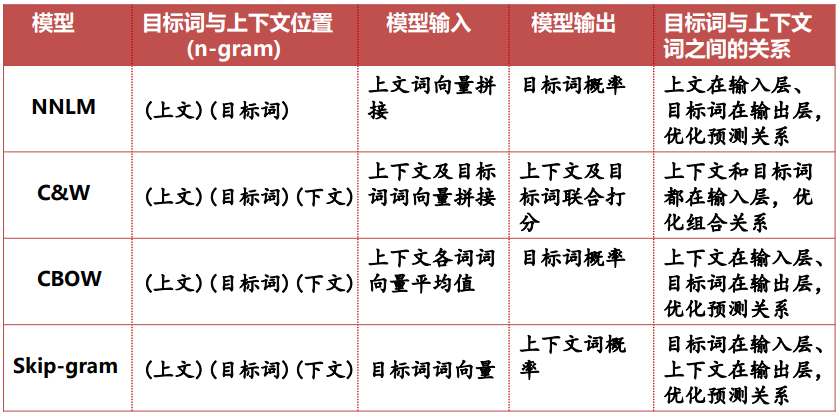 模型
目标词与上下文位置
(n-gram)
模型输入
模型输出
目标词与上下文
词之间的关系
NNLM
(上文)(目标词)
上文词向量拼
接
目标词概率
上文在输入层、
目标词在输出层，
优化预测关系
C&W
(上文)(目标词)(下文)
上下文及目标
词词向量拼接
上下文及目
标词联合打
分
上下文和目标词
都在输入层，优
化组合关系
CBOW
(上文)(目标词)(下文)
上下文各词词
向量平均值
目标词概率
上下文在输入层、
目标词在输出层，
优化预测关系
Skip-gram
(上文)(目标词)(下文)
目标词词向量
上下文词概
率
目标词在输入层、
上下文在输出层，
优化预测关系